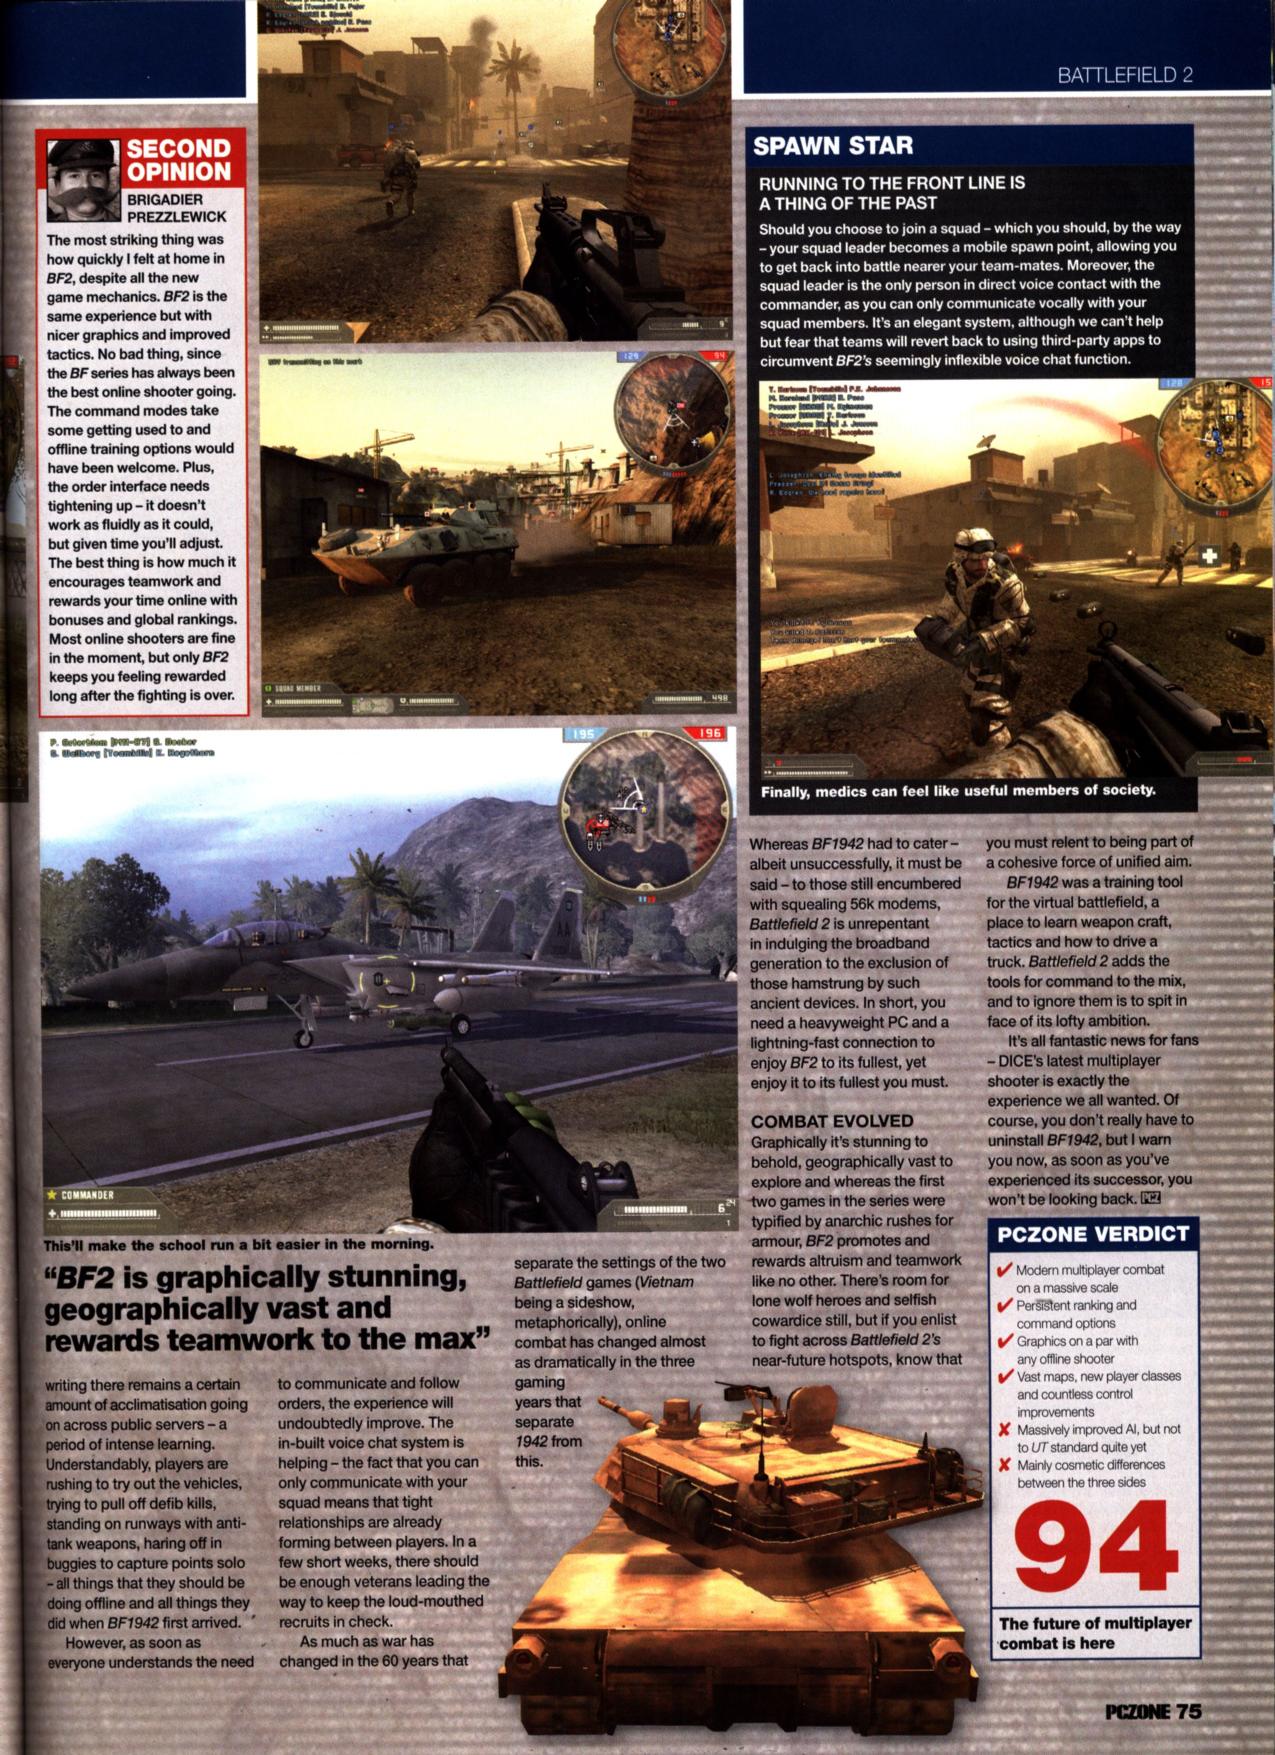 BATTLEFIELD 2
SECOND
OPINION
BRIGADIER
PREZZLEWICK
The most striking thing was
how quickly I felt at home in
BF2, despite all the new
game mechanics. BF2 is the
same experience but with
nicer graphics and improved
tactics. No bad thing, since
the BF series has always been
the best online shooter going.
The command modes take
some getting used to and
offline training options would
have been welcome. Plus,
the order interface needs
tightening up – it doesn't
work as fluidly as it could,
but given time you'll adjust.
The best thing is how much it
encourages teamwork and
rewards your time online with
bonuses and global rankings.
Most online shooters are fine
in the moment, but only BF2
keeps you feeling rewarded
long after the fighting is over.
9
129
94
SQUAD MEMBER
498
SPAWN STAR
RUNNING TO THE FRONT LINE IS
A THING OF THE PAST
Should you choose to join a squad – which you should, by the way
– your squad leader becomes a mobile spawn point, allowing you
to get back into battle nearer your team-mates. Moreover, the
squad leader is the only person in direct voice contact with the
commander, as you can only communicate vocally with your
squad members. It's an elegant system, although we can't help
but fear that teams will revert back to using third-party apps to
circumvent BF2's seemingly inflexible voice chat function.
128
15
Finally, medics can feel like useful members of society.
195
196
AA
COMMANDER
6
24
1
This'll make the school run a bit easier in the morning.
"BF2 is graphically stunning,
geographically vast and
rewards teamwork to the max"
writing there remains a certain
amount of acclimatisation going
on across public servers – a
period of intense learning.
Understandably, players are
rushing to try out the vehicles,
trying to pull off defib kills,
standing on runways with anti-
tank weapons, haring off in
buggies to capture points solo
– all things that they should be
doing offline and all things they
did when BF1942 first arrived.
However, as soon as
everyone understands the need
to communicate and follow
orders, the experience will
undoubtedly improve. The
in-built voice chat system is
helping – the fact that you can
only communicate with your
squad means that tight
relationships are already
forming between players. In a
few short weeks, there should
be enough veterans leading the
way to keep the loud-mouthed
recruits in check.
As much as war has
changed in the 60 years that
separate the settings of the two
Battlefield games (Vietnam
being a sideshow,
metaphorically), online
combat has changed almost
as dramatically in the three
gaming
years that
separate
1942 from
this.
Whereas BF1942 had to cater –
albeit unsuccessfully, it must be
said – to those still encumbered
with squealing 56k modems,
Battlefield 2 is unrepentant
in indulging the broadband
generation to the exclusion of
those hamstrung by such
ancient devices. In short, you
need a heavyweight PC and a
lightning-fast connection to
enjoy BF2 to its fullest, yet
enjoy it to its fullest you must.
COMBAT EVOLVED
Graphically it's stunning to
behold, geographically vast to
explore and whereas the first
two games in the series were
typified by anarchic rushes for
armour, BF2 promotes and
rewards altruism and teamwork
like no other. There's room for
lone wolf heroes and selfish
cowardice still, but if you enlist
to fight across Battlefield 2's
near-future hotspots, know that
you must relent to being part of
a cohesive force of unified aim.
BF1942 was a training tool
for the virtual battlefield, a
place to learn weapon craft,
tactics and how to drive a
truck. Battlefield 2 adds the
tools for command to the mix,
and to ignore them is to spit in
face of its lofty ambition.
It's all fantastic news for fans
– DICE's latest multiplayer
shooter is exactly the
experience we all wanted. Of
course, you don't really have to
uninstall BF1942, but I warn
you now, as soon as you've
experienced its successor, you
won't be looking back. PCZ
PCZONE VERDICT
✔ Modern multiplayer combat
on a massive scale
✔ Persistent ranking and
command options
✔ Graphics on a par with
any offline shooter
✔ Vast maps, new player classes
and countless control
improvements
✘ Massively improved AI, but not
to UT standard quite yet
✘ Mainly cosmetic differences
between the three sides
94
The future of multiplayer
combat is here
PCZONE 75